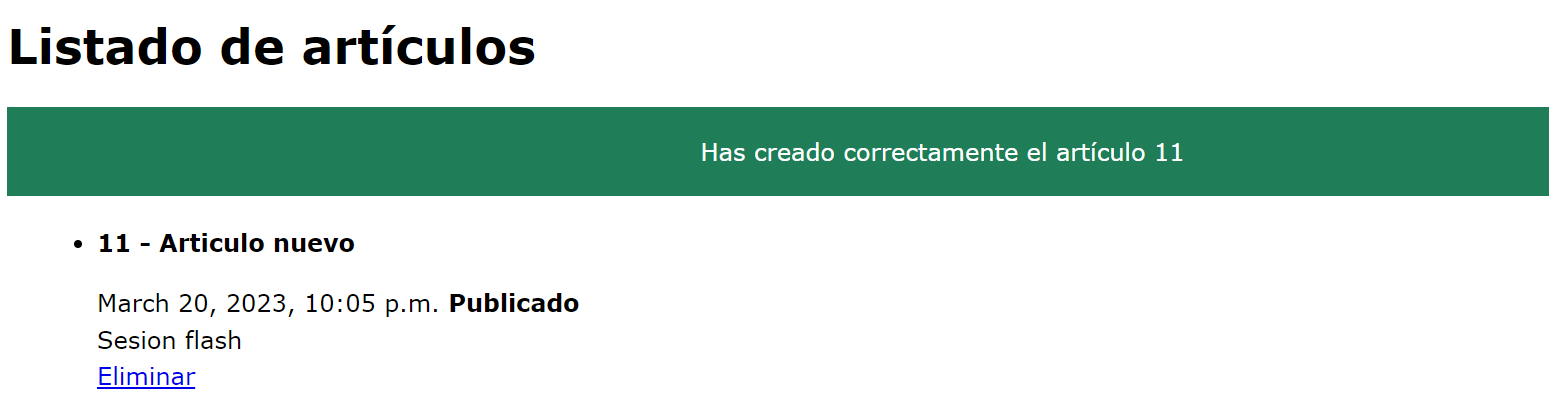 Listado de artículos
Has creado correctamente el artículo 11
11 - Articulo nuevo
March 20, 2023, 10:05 p.m. Publicado
Sesion flash
Eliminar